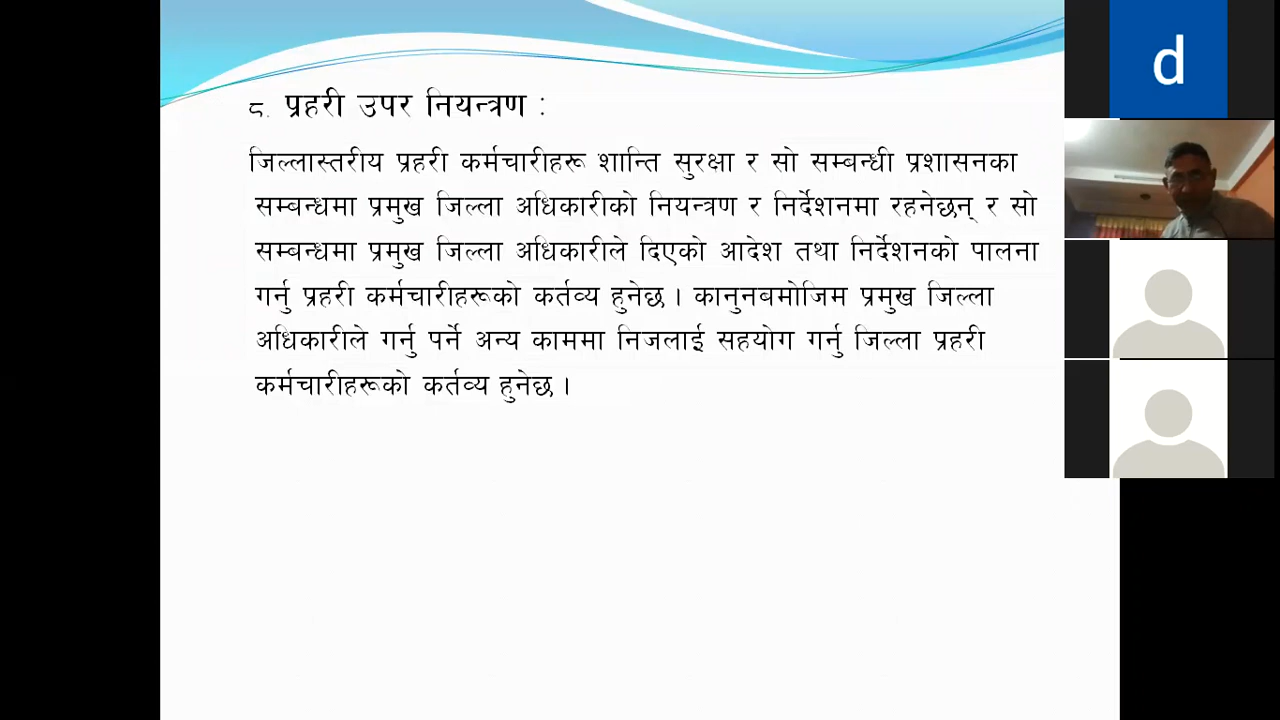 ८. प्रहरी उपर नियन्त्रण :
जिल्लास्तरीय प्रहरी कर्मचारीहरू शान्ति सुरक्षा र सो सम्बन्धी प्रशासनका
सम्बन्धमा प्रमुख जिल्ला अधिकारीको नियन्त्रण र निर्देशनमा रहनेछन् र सो
सम्बन्धमा प्रमुख जिल्ला अधिकारीले दिएको आदेश तथा निर्देशनको पालना
गर्नु प्रहरी कर्मचारीहरूको कर्तव्य हुनेछ । कानुनबमोजिम प्रमुख जिल्ला
अधिकारीले गर्नु पर्ने अन्य काममा निजलाई सहयोग गर्नु जिल्ला प्रहरी
कर्मचारीहरूको कर्तव्य हुनेछ ।
d